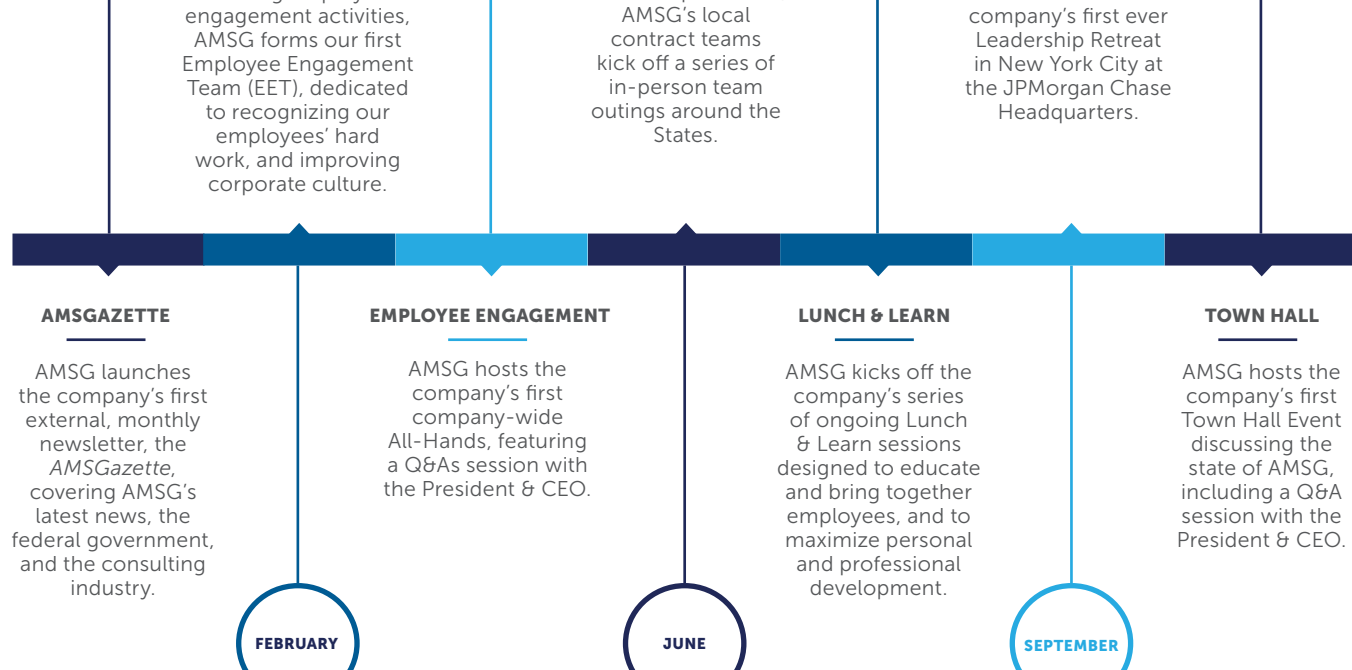 engagement activities,
AMSG forms our first
Employee Engagement
Team (EET), dedicated
to recognizing our
employees’ hard
work, and improving
corporate culture.
AMSG’s local
contract teams
kick off a series of
in-person team
outings around the
States.
company’s first ever
Leadership Retreat
in New York City at
the JPMorgan Chase
Headquarters.
AMSGAZETTE
AMSG launches
the company’s first
external, monthly
newsletter, the
AMSGazette,
covering AMSG’s
latest news, the
federal government,
and the consulting
industry.
EMPLOYEE ENGAGEMENT
AMSG hosts the
company’s first
company-wide
All-Hands, featuring
a Q&As session with
the President & CEO.
LUNCH & LEARN
AMSG kicks off the
company’s series
of ongoing Lunch
& Learn sessions
designed to educate
and bring together
employees, and to
maximize personal
and professional
development.
TOWN HALL
AMSG hosts the
company’s first
Town Hall Event
discussing the
state of AMSG,
including a Q&A
session with the
President & CEO.
FEBRUARY
JUNE
SEPTEMBER